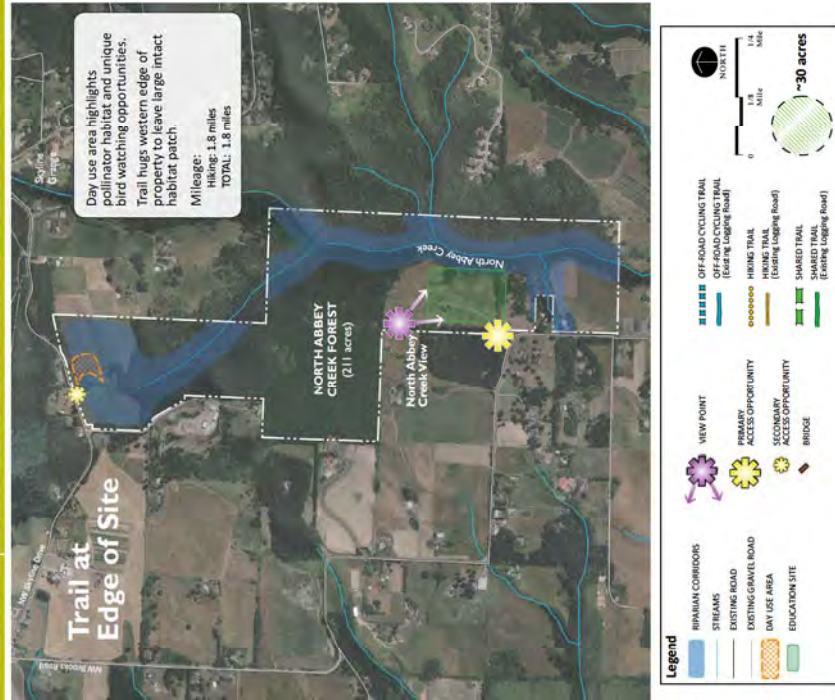 Trail at
Edge of Site
Day use area highlights
pollinator habitat and unique
bird watching opportunities.
Trail hugs western edge of
property to leave large intact
habitat patch.
Mileage:
Hiking: 1.8 miles
TOTAL: 1.8 miles
Skyline
Grange
NW Skyline Drive
NW Brooks Road
NORTH ABBEY
CREEK FOREST
(211 acres)
North Abbey
Creek View
North Abbey Creek
Legend
RIPARIAN CORRIDORS
STREAMS
EXISTING ROAD
EXISTING GRAVEL ROAD
DAY USE AREA
EDUCATION SITE
VIEW POINT
PRIMARY
ACCESS OPPORTUNITY
SECONDARY
ACCESS OPPORTUNITY
BRIDGE
OFF-ROAD CYCLING TRAIL
OFF-ROAD CYCLING TRAIL
(Existing Logging Road)
HIKING TRAIL
HIKING TRAIL
(Existing Logging Road)
SHARED TRAIL
SHARED TRAIL
(Existing Logging Road)
NORTH
0
1/8
Mile
1/4
Mile
~30 acres